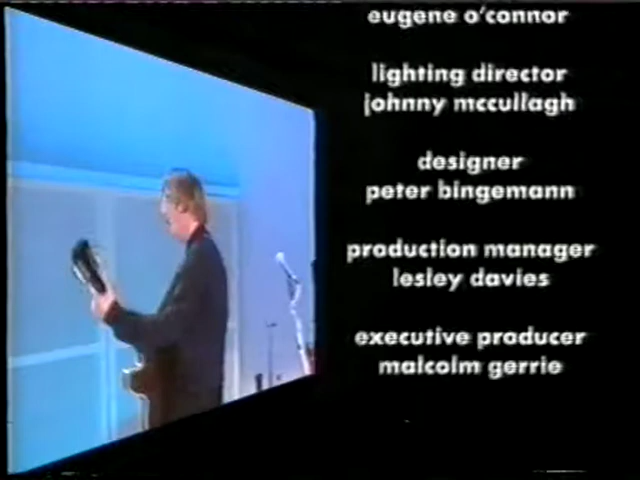 eugene o'connor
lighting director
johnny mccullagh
designer
peter bingemann
production manager
lesley davies
executive producer
malcolm gerrie